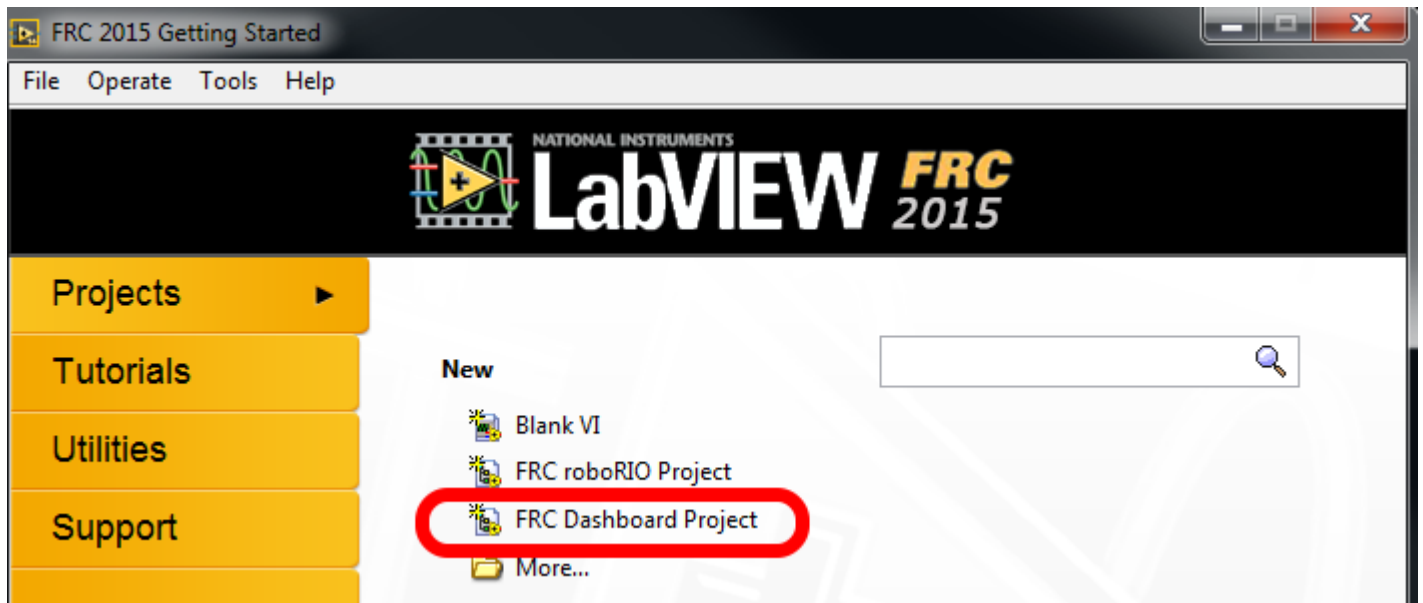 FRC 2015 Getting Started
File Operate Tools Help
NATIONAL INSTRUMENTS
LabVIEW FRC 2015
Projects
Tutorials
Utilities
Support
New
Blank VI
FRC roboRIO Project
FRC Dashboard Project
More...